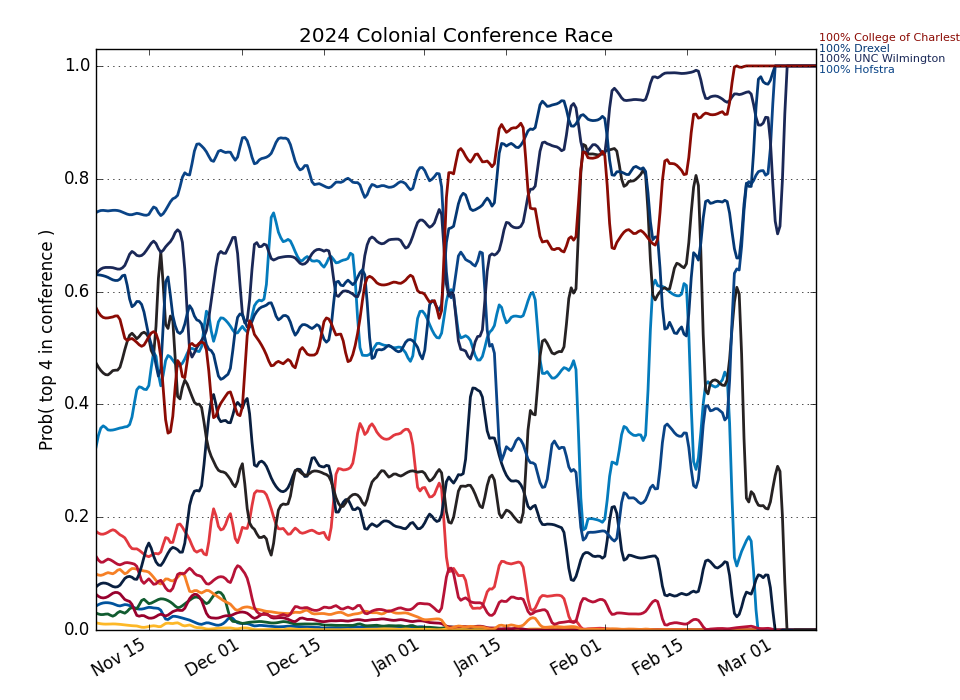 2024 Colonial Conference Race
100% College of Charlest
100% Drexel
100% UNC Wilmington
100% Hofstra
Prob( top 4 in conference )
1.0
0.8
0.6
0.4
0.2
0.0
Nov 15
Dec 01
Dec 15
Jan 01
Jan 15
Feb 01
Feb 15
Mar 01